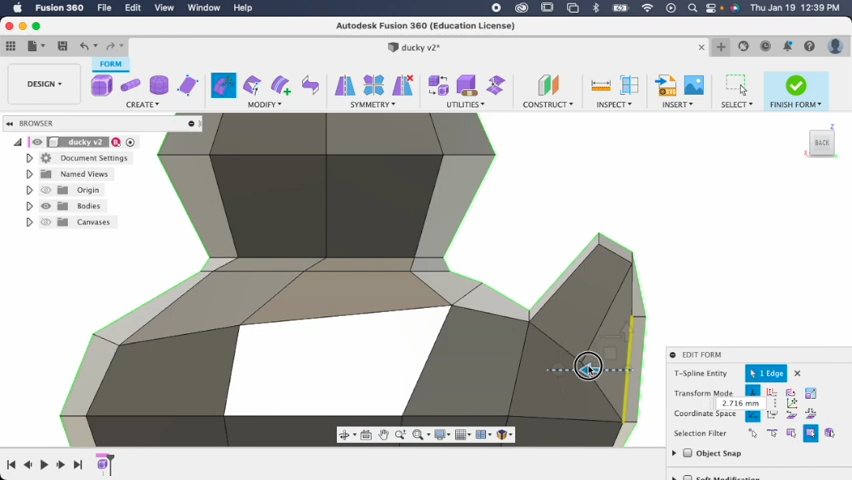 Fusion 360 File Edit View Window Help Thu Jan 19 12:39 PM
Autodesk Fusion 360 (Education License)
ducky v2*
FORM
DESIGN
CREATE MODIFY SYMMETRY UTILITIES CONSTRUCT INSPECT INSERT SELECT FINISH FORM
BROWSER
ducky v2
Document Settings
Named Views
Origin
Bodies
Canvases
Z
BACK
EDIT FORM
T-Spline Entity 1 Edge
Transform Mode
2.716 mm
Coordinate Space
Selection Filter
Object Snap
Soft Modification